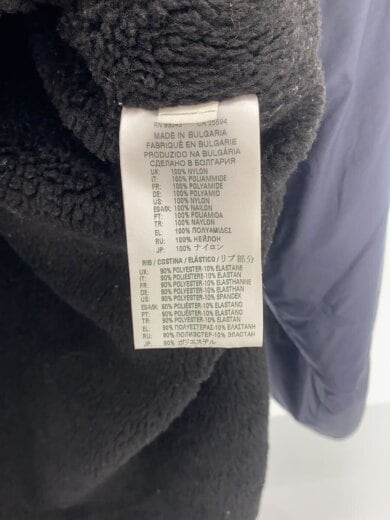 MADE IN BULGARIA
FABRIQUÉ EN BULGARIE
PRODUZIDO NA BULGÁRIA
СДЕЛАНО В БОЛГАРИЯ
UK: 100% NYLON
IT: 100% POLIAMMIDE
FR: 100% POLYAMIDE
DE: 100% POLYAMID
US: 100% NYLON
ES-MX: 100% NAILON
PT: 100% POLIAMIDA
TR: 100% NAYLON
EL: 100% ΠΟΛΥΑΜΙΔΕΣ
RU: 100% НЕЙЛОН
JP: 100% ナイロン
RIB / COSTINA / ELÁSTICO / リブ部分
UK: 90% POLYESTER-10% ELASTANE
IT: 90% POLIESTERE-10% ELASTAN
FR: 90% POLYESTER-10% ELASTHANNE
DE: 90% POLYESTER-10% ELASTHAN
US: 90% POLYESTER-10% SPANDEX
ES-MX: 90% POLIÉSTER-10% ELASTANO
PT: 90% POLIÉSTER-10% ELASTANO
TR: 90% POLYESTER-10% ELASTAN
EL: 90% ΠΟΛΥΕΣΤΕΡΑΣ-10% ΕΛΑΣΤΑΝΗ
RU: 90% ПОЛИЭСТЕР-10% ЭЛАСТАН
JP: 90% ポリエステル